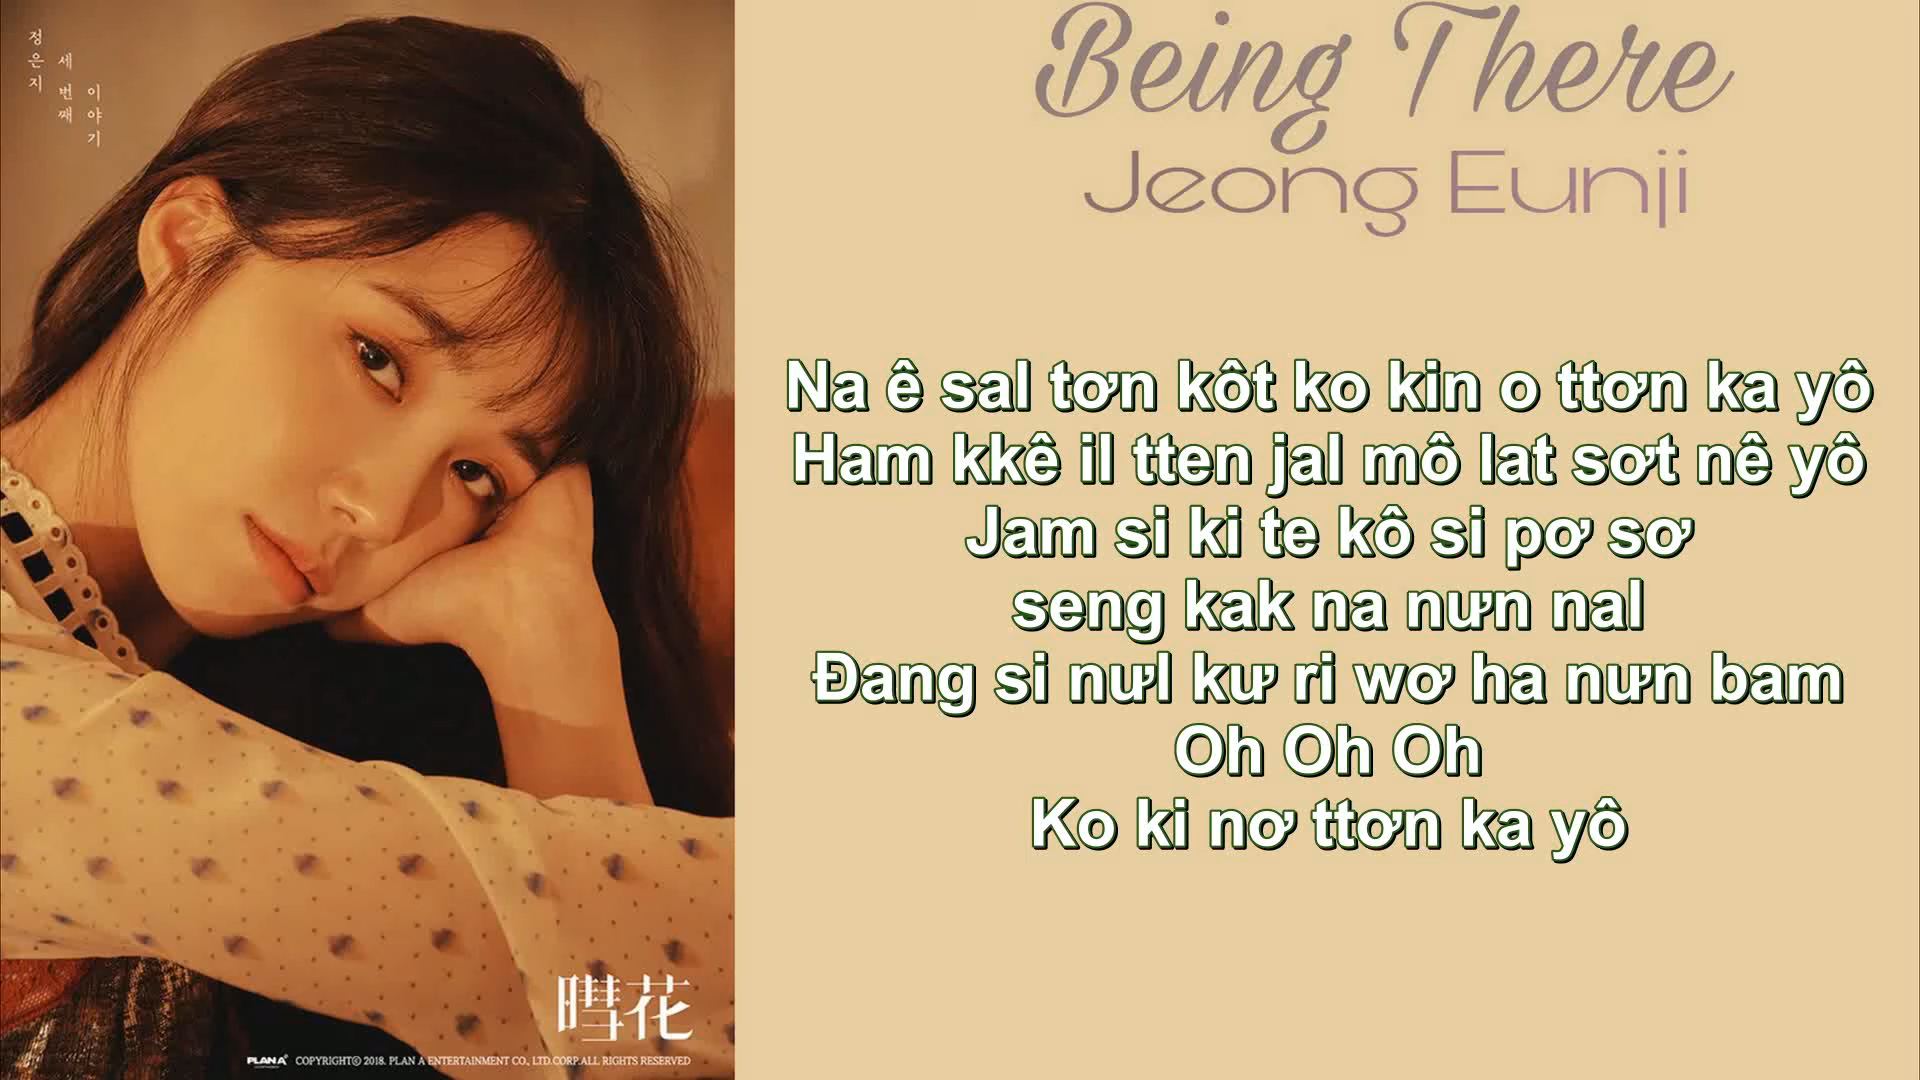 정은지
세 번째
이야기
Being There
Jeong Eunji
Na ê sal tơn kôt ko kin o ttơn ka yô
Ham kkê il tten jal mô lat sơt nê yô
Jam si ki te kô si pơ sơ
seng kak na nưn nal
Đang si nưl kư ri wơ ha nưn bam
Oh Oh Oh
Ko ki nơ ttơn ka yô
暳花
PLAN A COPYRIGHTⓒ 2018. PLAN A ENTERTAINMENT CO., LTD.CORP.ALL RIGHTS RESERVED